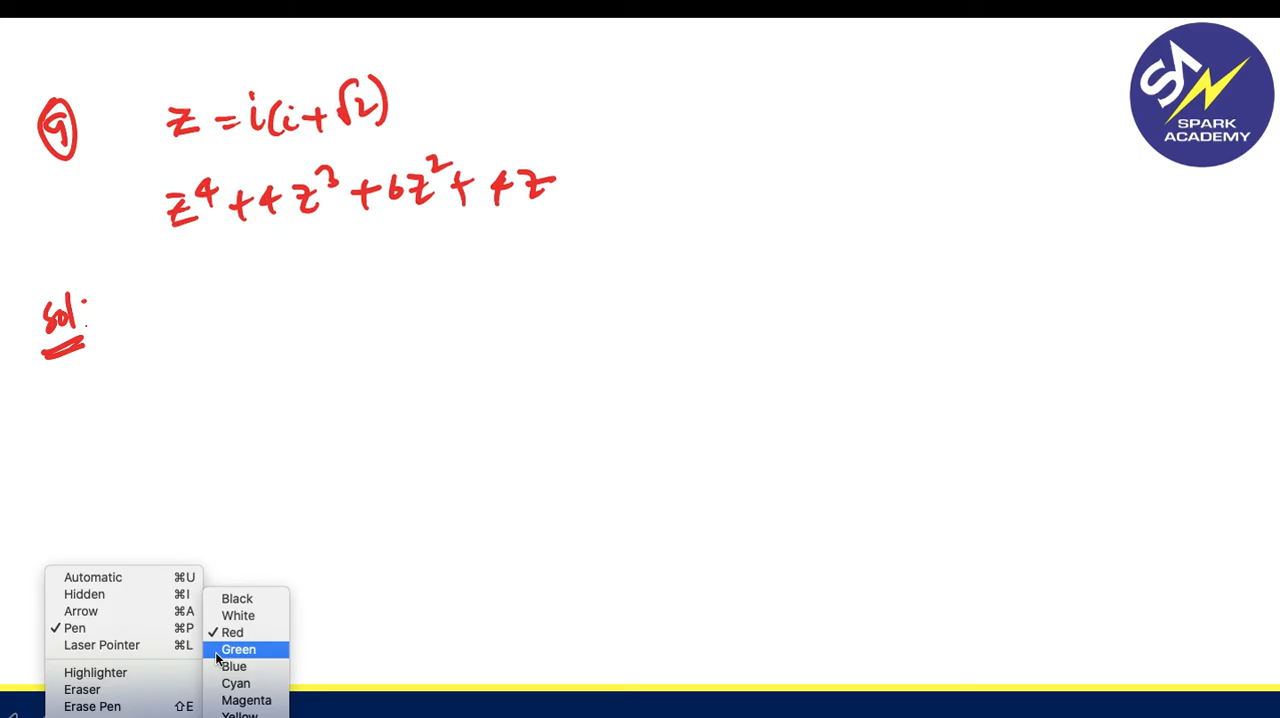 SPARK
ACADEMY
9
z = i(i + √2)
z⁴ + 4z³ + 6z² + 4z
Sol:
Automatic ⌘U
Hidden ⌘I
Arrow ⌘A
✓ Pen ⌘P
Laser Pointer ⌘L
Highlighter
Eraser
Erase Pen ⇧E
Black
White
✓ Red
Green
Blue
Cyan
Magenta
Yellow